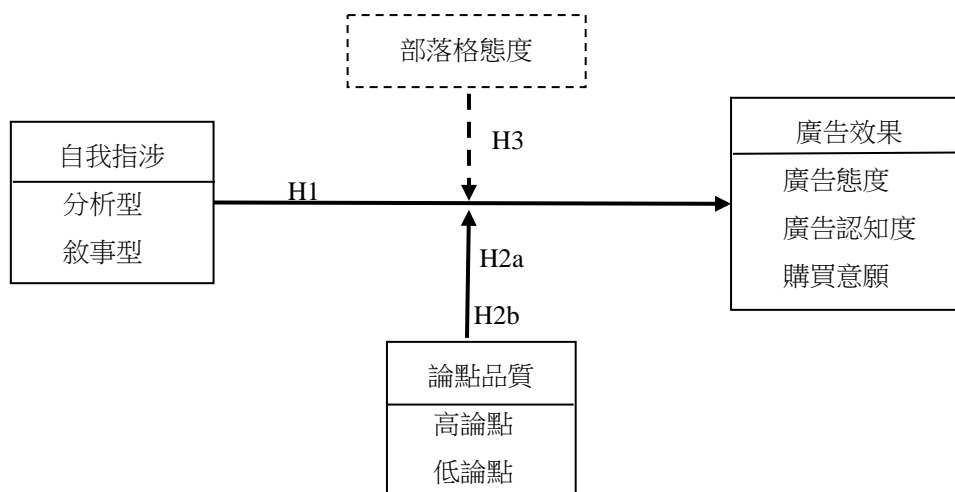 部落格態度
H3
自我指涉
分析型
敘事型
H1
廣告效果
廣告態度
廣告認知度
購買意願
H2a
H2b
論點品質
高論點
低論點